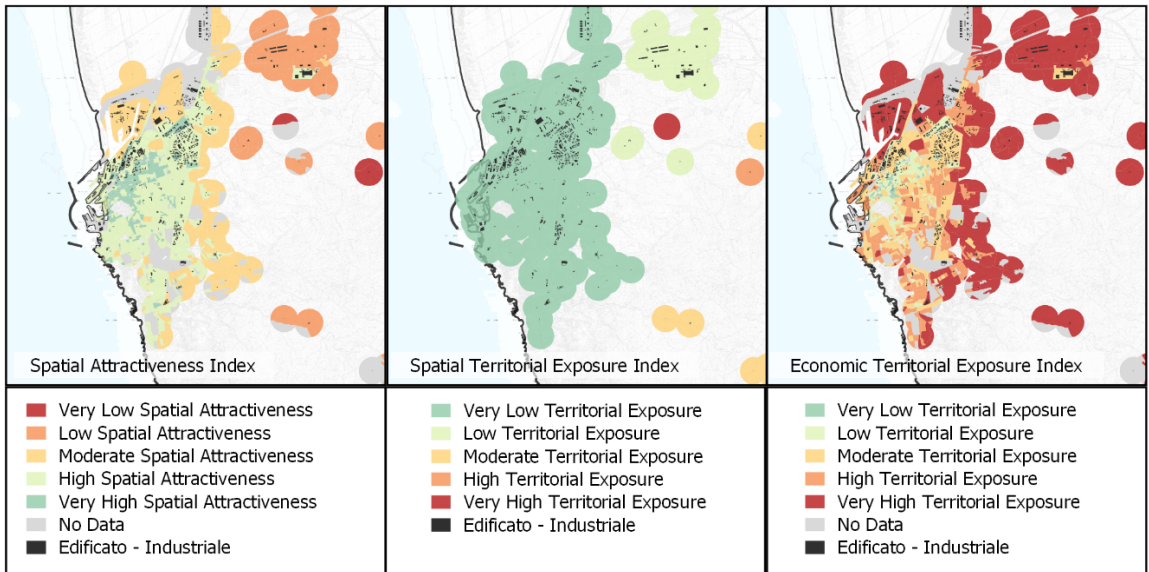 Spatial Attractiveness Index
Spatial Territorial Exposure Index
Economic Territorial Exposure Index
Very Low Spatial Attractiveness
Low Spatial Attractiveness
Moderate Spatial Attractiveness
High Spatial Attractiveness
Very High Spatial Attractiveness
No Data
Edificato - Industriale
Very Low Territorial Exposure
Low Territorial Exposure
Moderate Territorial Exposure
High Territorial Exposure
Very High Territorial Exposure
Edificato - Industriale
Very Low Territorial Exposure
Low Territorial Exposure
Moderate Territorial Exposure
High Territorial Exposure
Very High Territorial Exposure
No Data
Edificato - Industriale